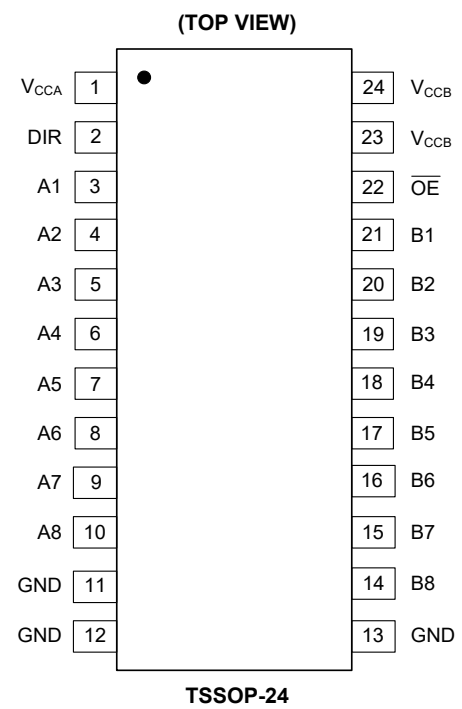 (TOP VIEW)
VCCA 1 24 VCCB
DIR 2 23 VCCB
A1 3 22 O̅E̅
A2 4 21 B1
A3 5 20 B2
A4 6 19 B3
A5 7 18 B4
A6 8 17 B5
A7 9 16 B6
A8 10 15 B7
GND 11 14 B8
GND 12 13 GND
TSSOP-24